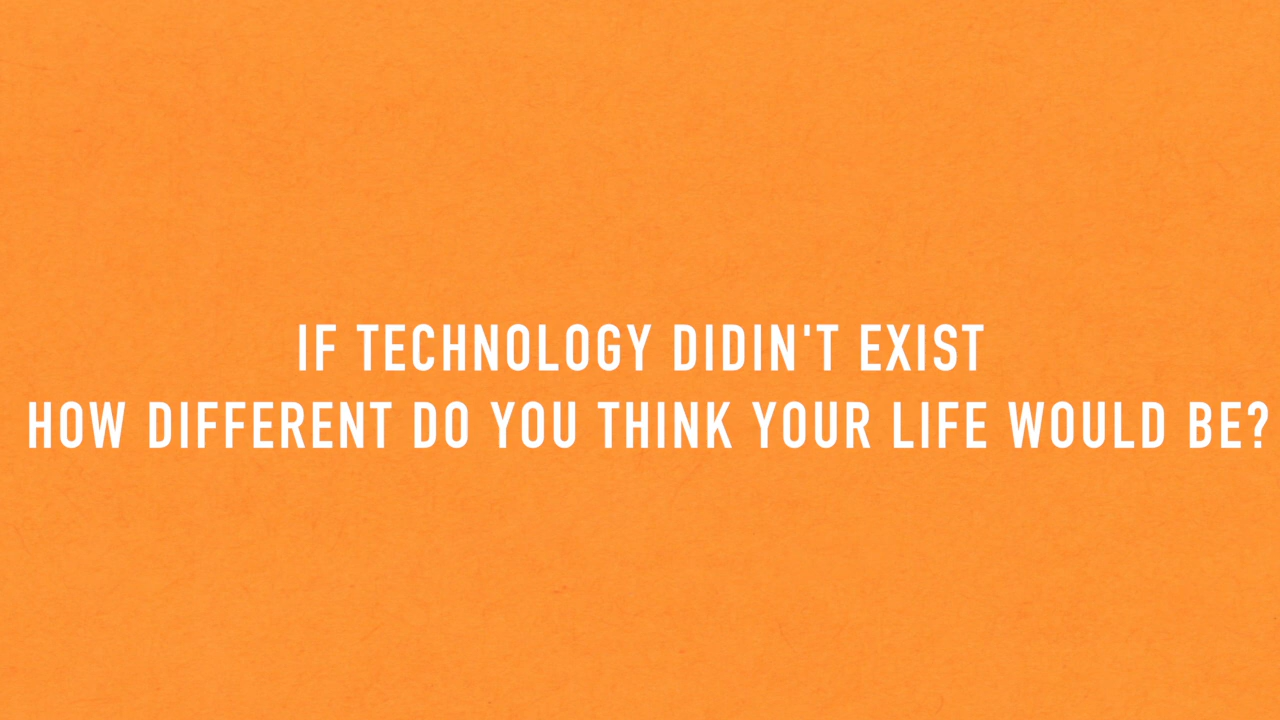 IF TECHNOLOGY DIDIN'T EXIST
HOW DIFFERENT DO YOU THINK YOUR LIFE WOULD BE?